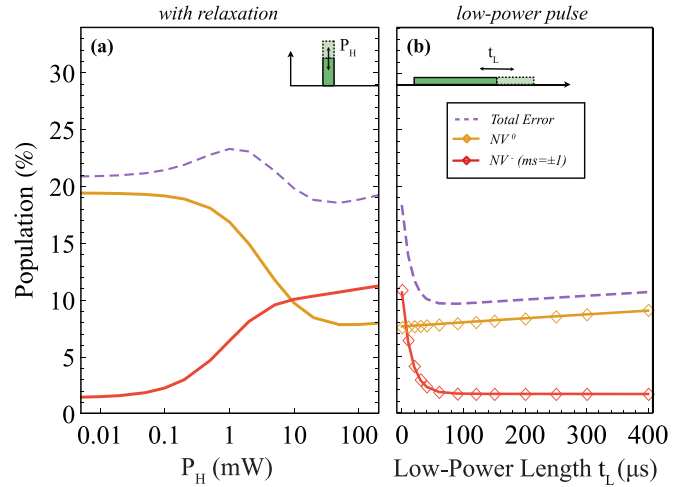 with relaxation
low-power pulse
(a)
P_H
(b)
t_L
Total Error
NV⁰
NV⁻ (ms=±1)
Population (%)
30
25
20
15
10
5
0
0.01
0.1
1
10
100
0
100
200
300
400
P_H (mW)
Low-Power Length t_L (μs)